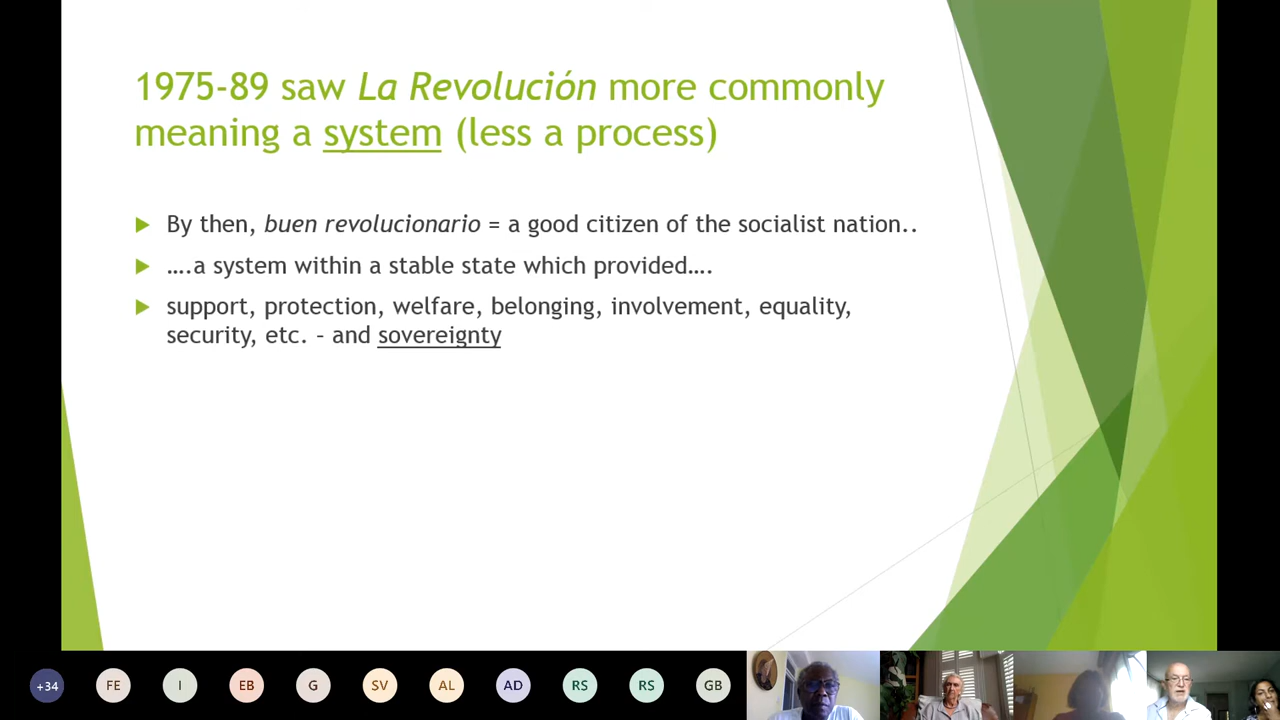 1975-89 saw La Revolución more commonly
meaning a system (less a process)
By then, buen revolucionario = a good citizen of the socialist nation..
….a system within a stable state which provided….
support, protection, welfare, belonging, involvement, equality,
security, etc. – and sovereignty
+34 FE I EB G SV AL AD RS RS GB